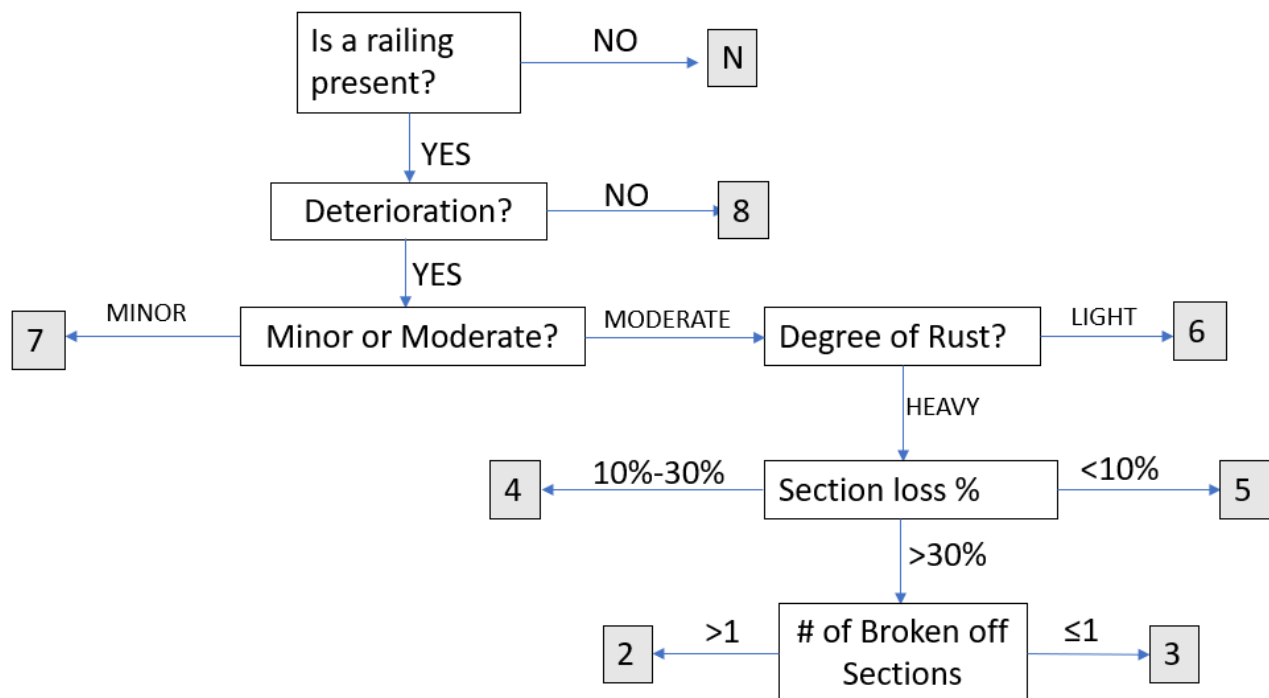 Is a railing
present?
NO
N
YES
Deterioration?
NO
8
YES
7
MINOR
Minor or Moderate?
MODERATE
Degree of Rust?
LIGHT
6
HEAVY
4
10%-30%
Section loss %
<10%
5
>30%
2
>1
# of Broken off
Sections
≤1
3